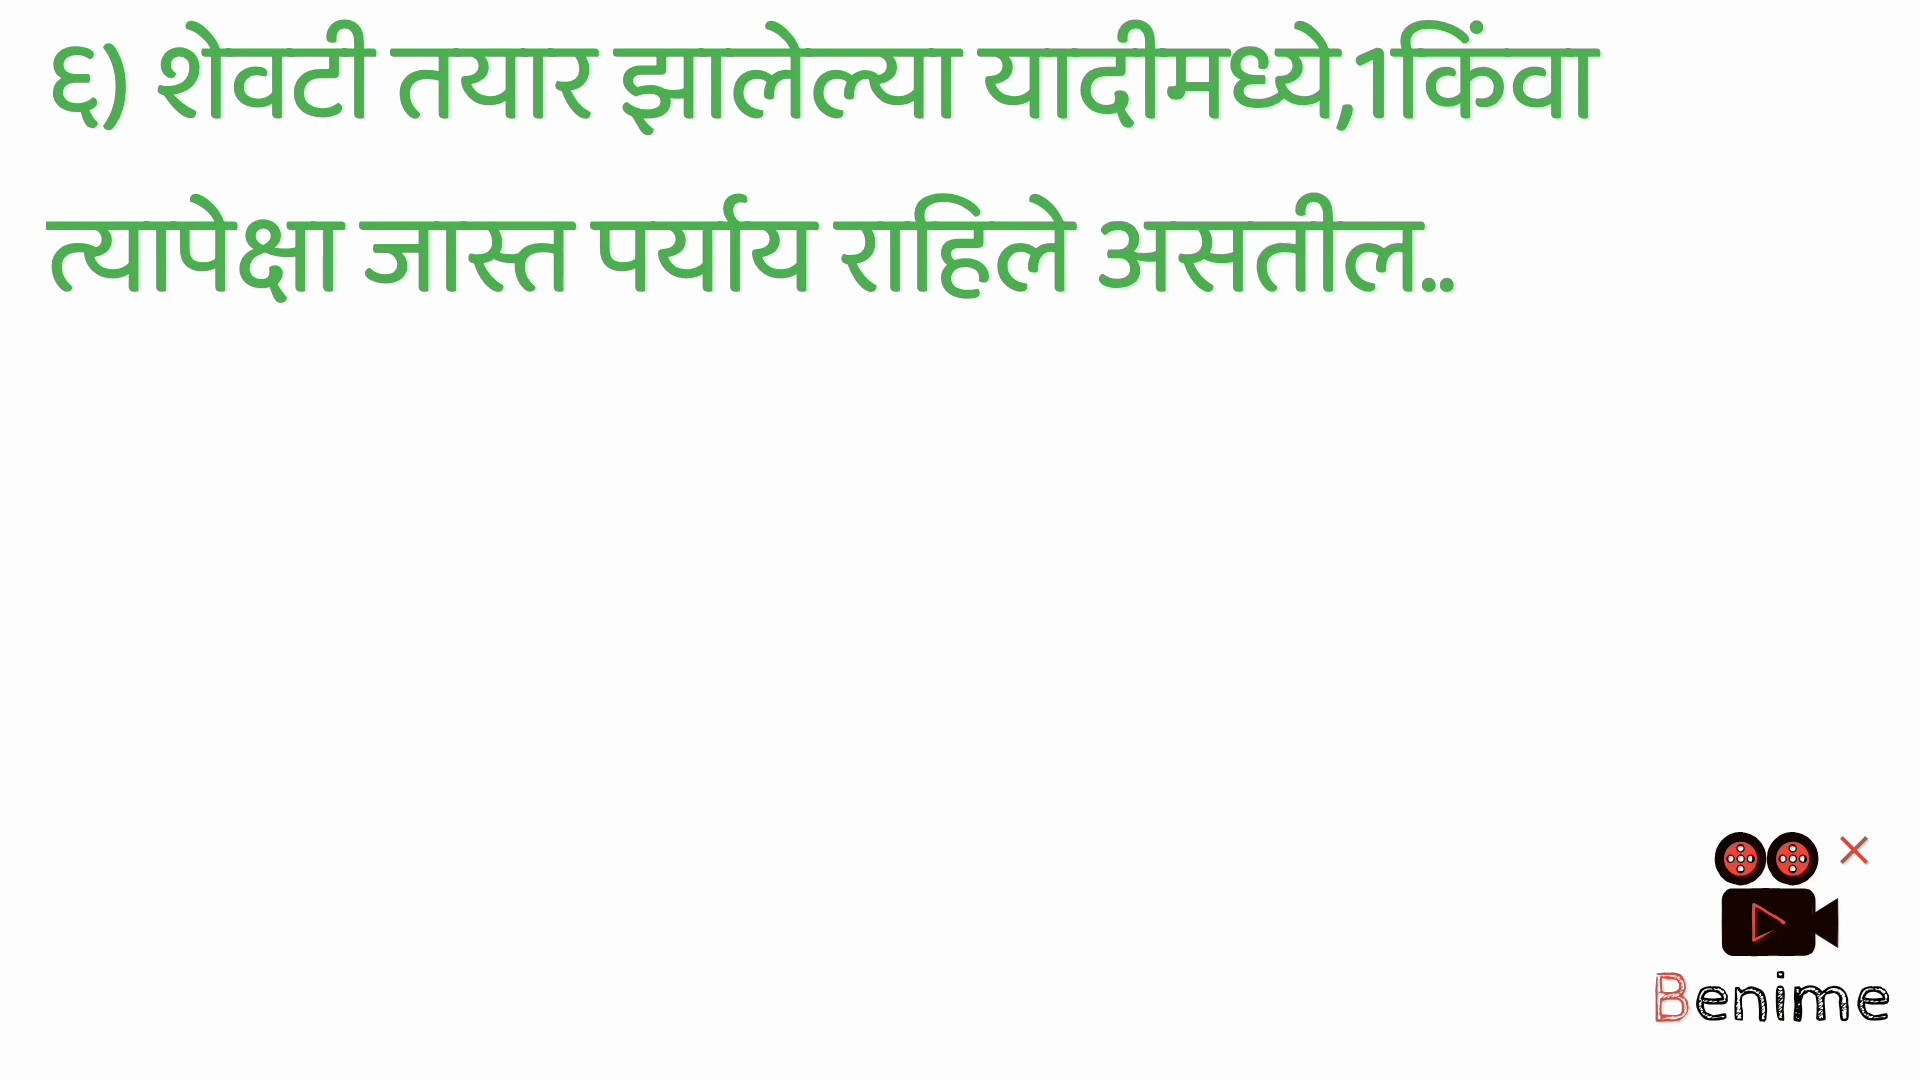 ६) शेवटी तयार झालेल्या यादीमध्ये,1किंवा
त्यापेक्षा जास्त पर्याय राहिले असतील..
Benime